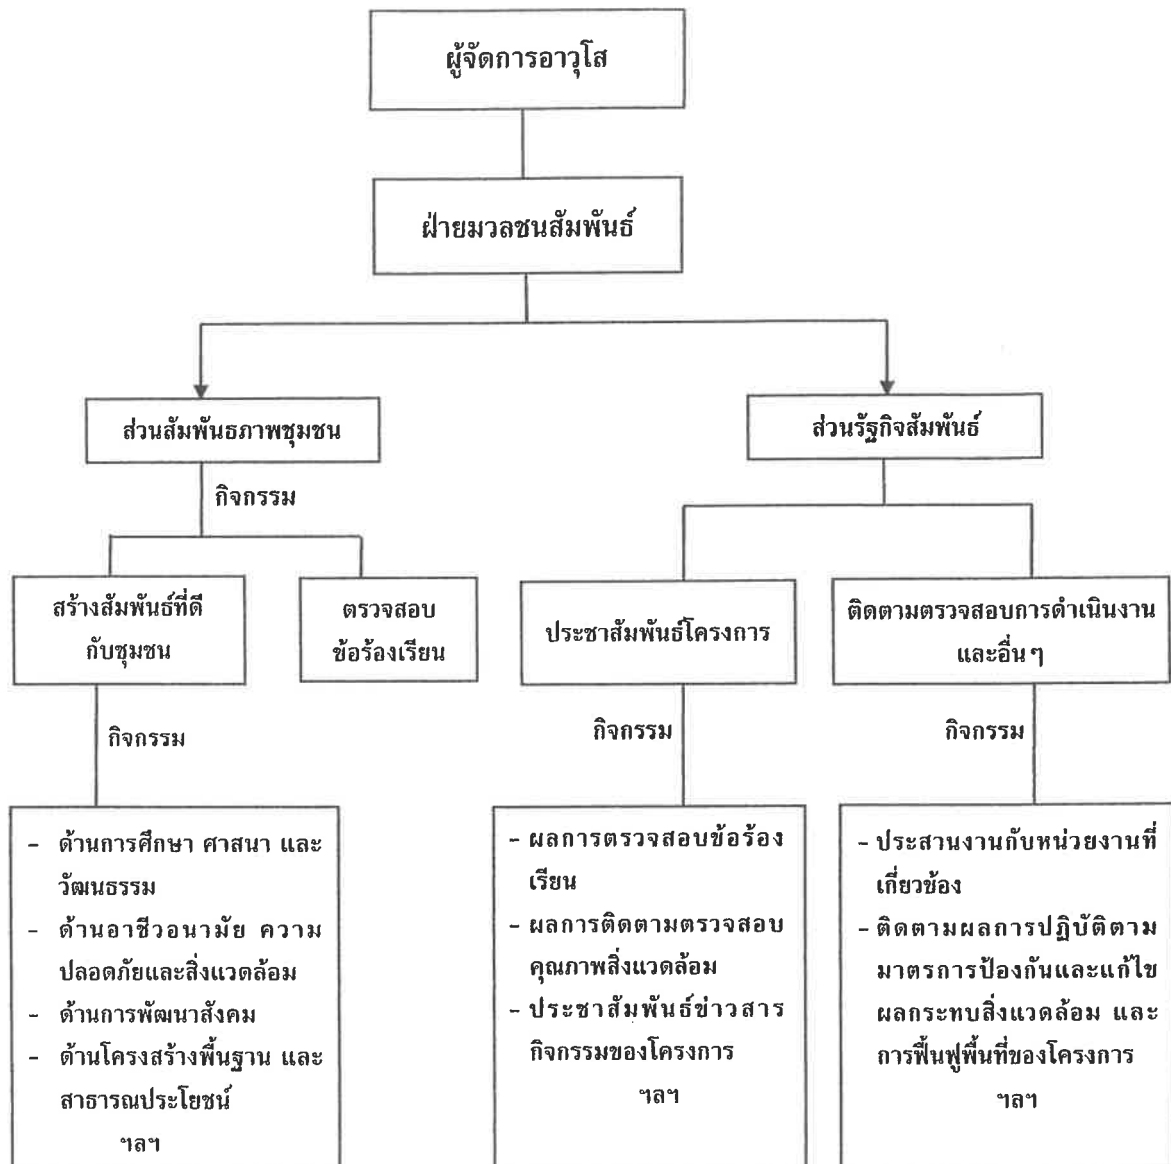 ผู้จัดการอาวุโส
ฝ่ายมวลชนสัมพันธ์
ส่วนสัมพันธภาพชุมชน
ส่วนรัฐกิจสัมพันธ์
กิจกรรม
สร้างสัมพันธ์ที่ดี
กับชุมชน
ตรวจสอบ
ข้อร้องเรียน
ประชาสัมพันธ์โครงการ
ติดตามตรวจสอบการดำเนินงาน
และอื่นๆ
กิจกรรม
กิจกรรม
กิจกรรม
- ด้านการศึกษา ศาสนา และ
วัฒนธรรม
- ด้านอาชีวอนามัย ความ
ปลอดภัยและสิ่งแวดล้อม
- ด้านการพัฒนาสังคม
- ด้านโครงสร้างพื้นฐาน และ
สาธารณประโยชน์
ฯลฯ
- ผลการตรวจสอบข้อร้อง
เรียน
- ผลการติดตามตรวจสอบ
คุณภาพสิ่งแวดล้อม
- ประชาสัมพันธ์ข่าวสาร
กิจกรรมของโครงการ
ฯลฯ
- ประสานงานกับหน่วยงานที่
เกี่ยวข้อง
- ติดตามผลการปฏิบัติตาม
มาตรการป้องกันและแก้ไข
ผลกระทบสิ่งแวดล้อม และ
การฟื้นฟูพื้นที่ของโครงการ
ฯลฯ